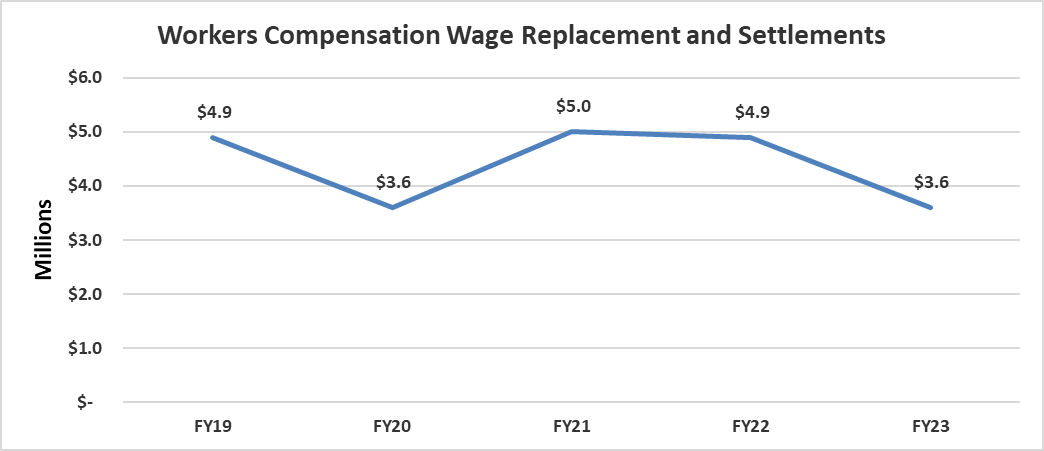 Workers Compensation Wage Replacement and Settlements
Millions
$6.0
$5.0
$4.0
$3.0
$2.0
$1.0
$-
$4.9
$3.6
$5.0
$4.9
$3.6
FY19
FY20
FY21
FY22
FY23